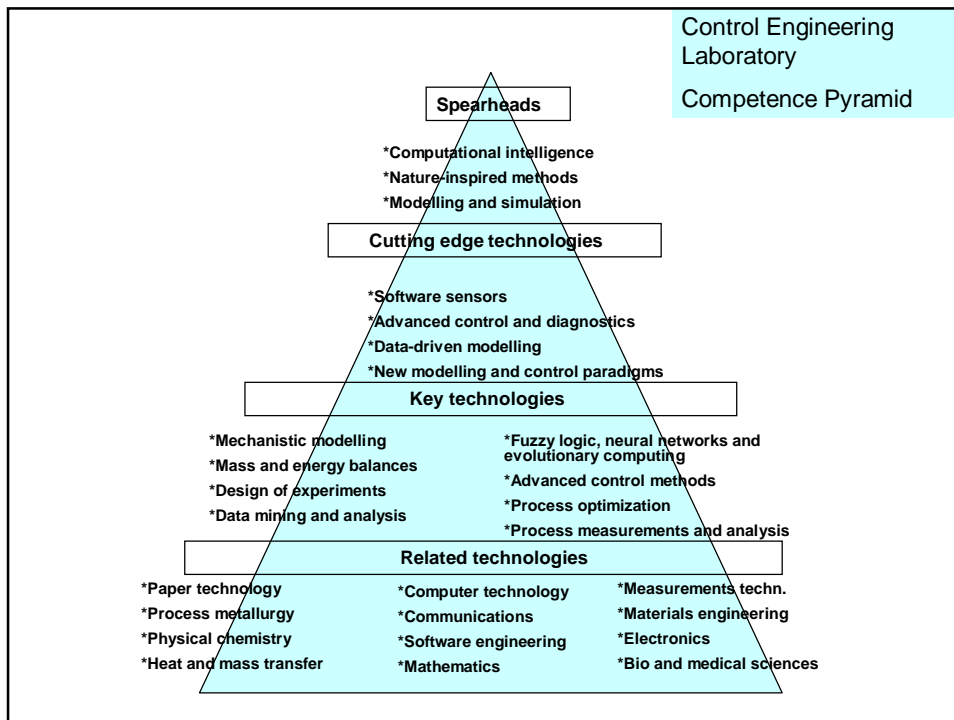 Control Engineering
Laboratory
Competence Pyramid
Spearheads
*Computational intelligence
*Nature-inspired methods
*Modelling and simulation
Cutting edge technologies
*Software sensors
*Advanced control and diagnostics
*Data-driven modelling
*New modelling and control paradigms
Key technologies
*Mechanistic modelling
*Mass and energy balances
*Design of experiments
*Data mining and analysis
*Fuzzy logic, neural networks and
evolutionary computing
*Advanced control methods
*Process optimization
*Process measurements and analysis
Related technologies
*Paper technology
*Process metallurgy
*Physical chemistry
*Heat and mass transfer
*Computer technology
*Communications
*Software engineering
*Mathematics
*Measurements techn.
*Materials engineering
*Electronics
*Bio and medical sciences